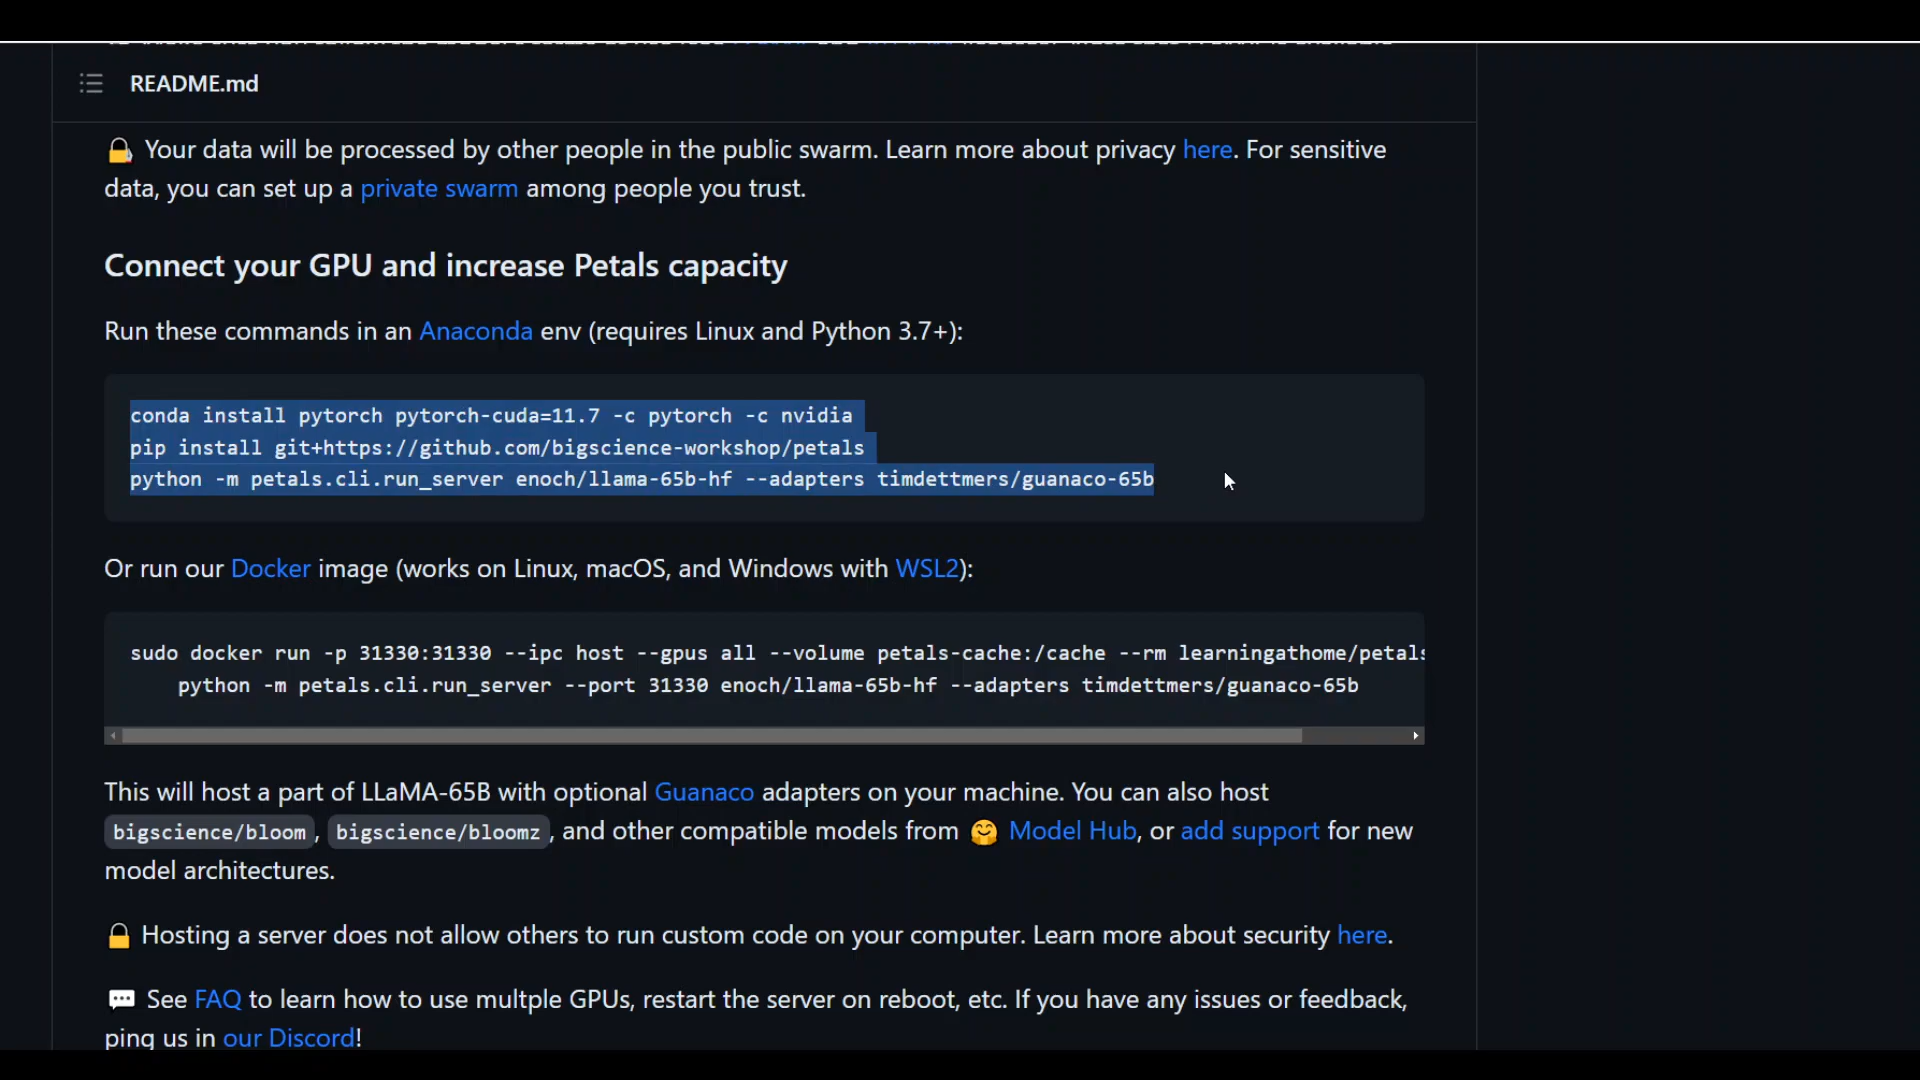 README.md
Your data will be processed by other people in the public swarm. Learn more about privacy here. For sensitive
data, you can set up a private swarm among people you trust.
Connect your GPU and increase Petals capacity
Run these commands in an Anaconda env (requires Linux and Python 3.7+):
conda install pytorch pytorch-cuda=11.7 -c pytorch -c nvidia
pip install git+https://github.com/bigscience-workshop/petals
python -m petals.cli.run_server enoch/llama-65b-hf --adapters timdettmers/guanaco-65b
Or run our Docker image (works on Linux, macOS, and Windows with WSL2):
sudo docker run -p 31330:31330 --ipc host --gpus all --volume petals-cache:/cache --rm learningathome/petals
python -m petals.cli.run_server --port 31330 enoch/llama-65b-hf --adapters timdettmers/guanaco-65b
This will host a part of LLaMA-65B with optional Guanaco adapters on your machine. You can also host
bigscience/bloom, bigscience/bloomz, and other compatible models from 🤗 Model Hub, or add support for new
model architectures.
🔒 Hosting a server does not allow others to run custom code on your computer. Learn more about security here.
💬 See FAQ to learn how to use multple GPUs, restart the server on reboot, etc. If you have any issues or feedback,
ping us in our Discord!